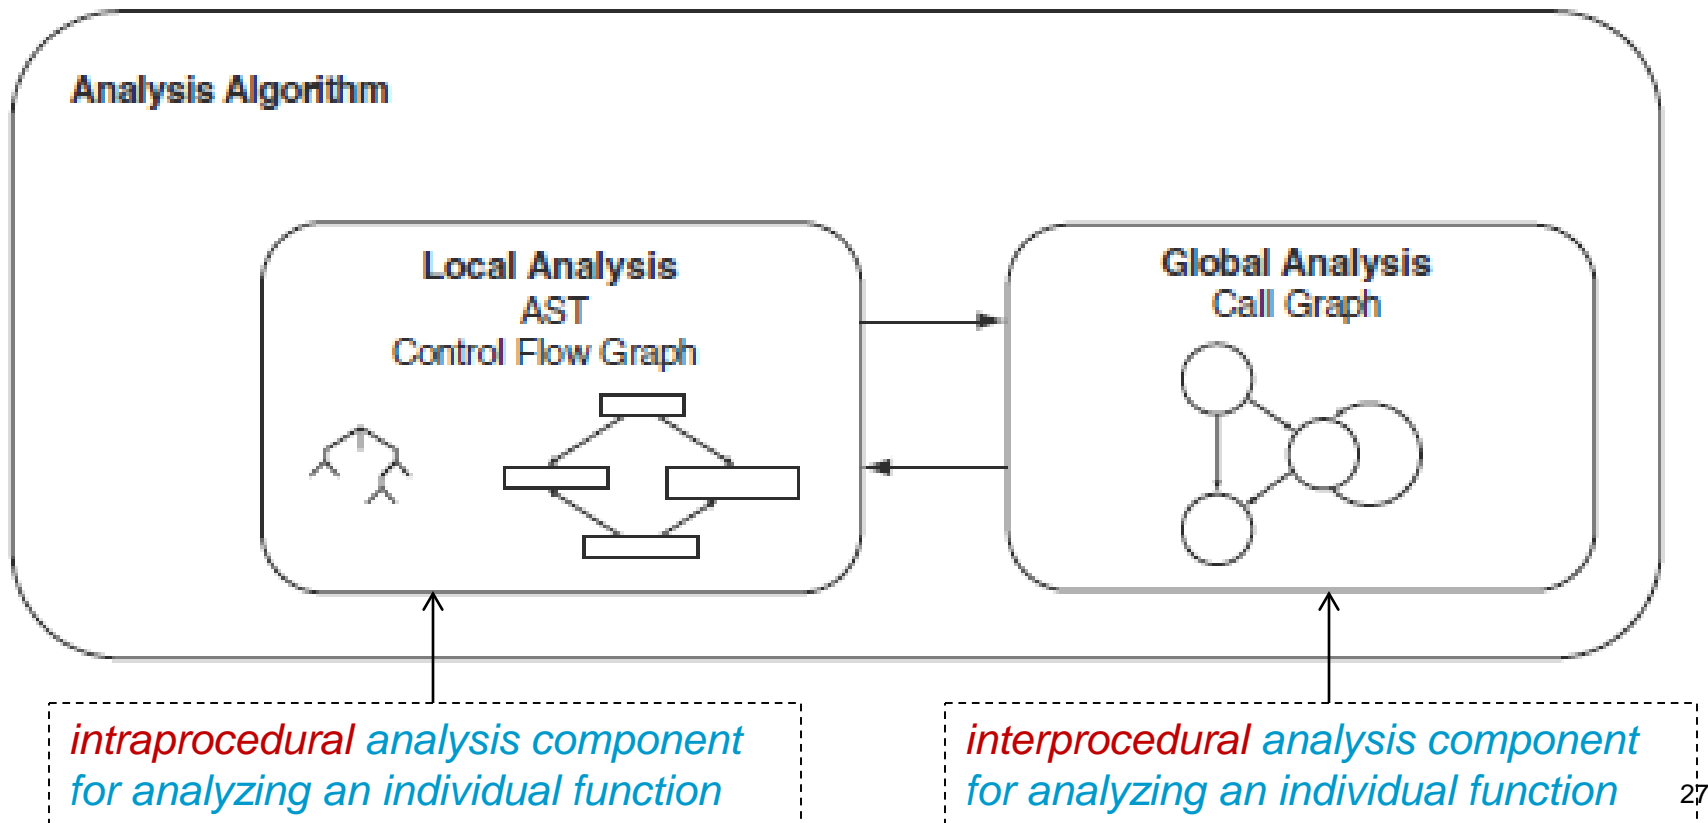 Analysis Algorithm
Local Analysis
AST
Control Flow Graph
Global Analysis
Call Graph
intraprocedural analysis component
for analyzing an individual function
interprocedural analysis component
for analyzing an individual function
27